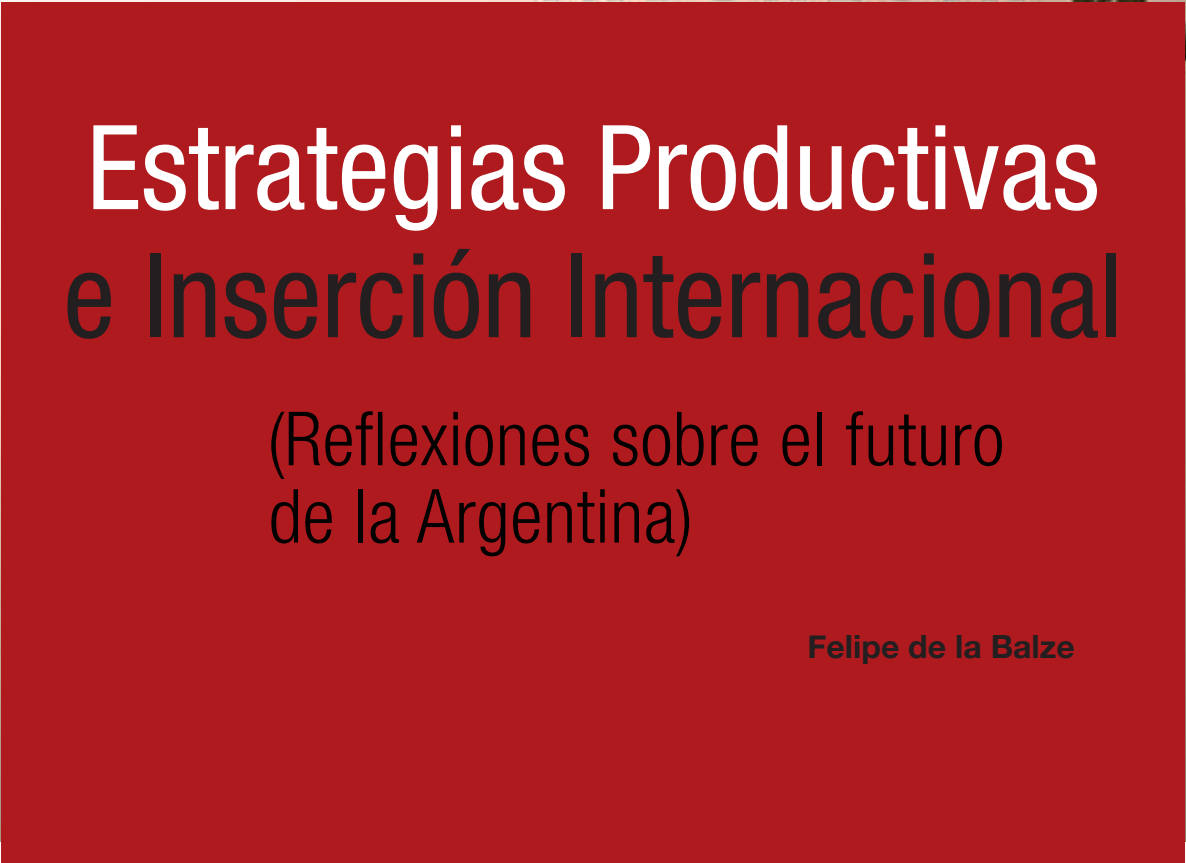 Estrategias Productivas
e Inserción Internacional
(Reflexiones sobre el futuro
de la Argentina)
Felipe de la Balze